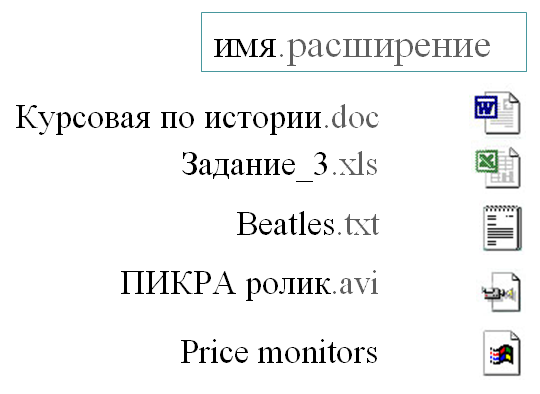 имя.расширение
Курсовая по истории.doc
Задание_3.xls
Beatles.txt
ПИКРА ролик.avi
Price monitors